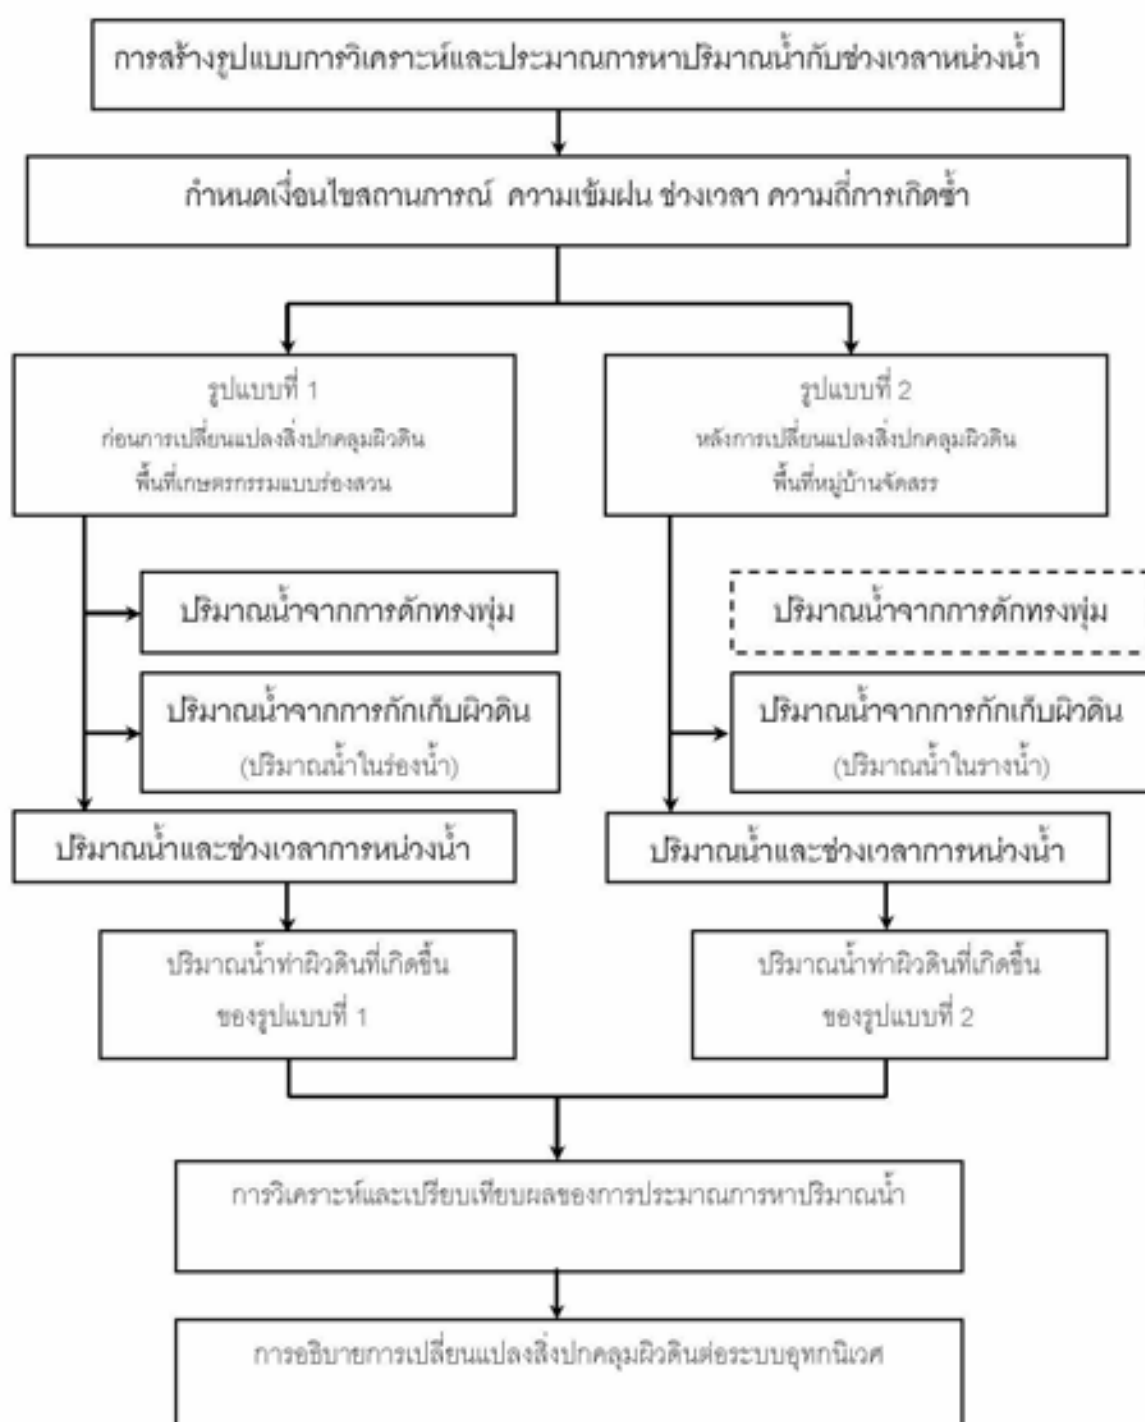 การสร้างรูปแบบการวิเคราะห์และประมาณการหาปริมาณน้ำกับช่วงเวลาหน่วงน้ำ
กำหนดเงื่อนไขสถานการณ์ ความเข้มฝน ช่วงเวลา ความถี่การเกิดซ้ำ
รูปแบบที่ 1
ก่อนการเปลี่ยนแปลงสิ่งปกคลุมผิวดิน
พื้นที่เกษตรกรรมแบบร่องสวน
ปริมาณน้ำจากการดักทรงพุ่ม
ปริมาณน้ำจากการกักเก็บผิวดิน
(ปริมาณน้ำในร่องน้ำ)
ปริมาณน้ำและช่วงเวลาการหน่วงน้ำ
ปริมาณน้ำท่าผิวดินที่เกิดขึ้น
ของรูปแบบที่ 1
รูปแบบที่ 2
หลังการเปลี่ยนแปลงสิ่งปกคลุมผิวดิน
พื้นที่หมู่บ้านจัดสรร
ปริมาณน้ำจากการดักทรงพุ่ม
ปริมาณน้ำจากการกักเก็บผิวดิน
(ปริมาณน้ำในรางน้ำ)
ปริมาณน้ำและช่วงเวลาการหน่วงน้ำ
ปริมาณน้ำท่าผิวดินที่เกิดขึ้น
ของรูปแบบที่ 2
การวิเคราะห์และเปรียบเทียบผลของการประมาณการหาปริมาณน้ำ
การอธิบายการเปลี่ยนแปลงสิ่งปกคลุมผิวดินต่อระบบอุทกนิเวศ